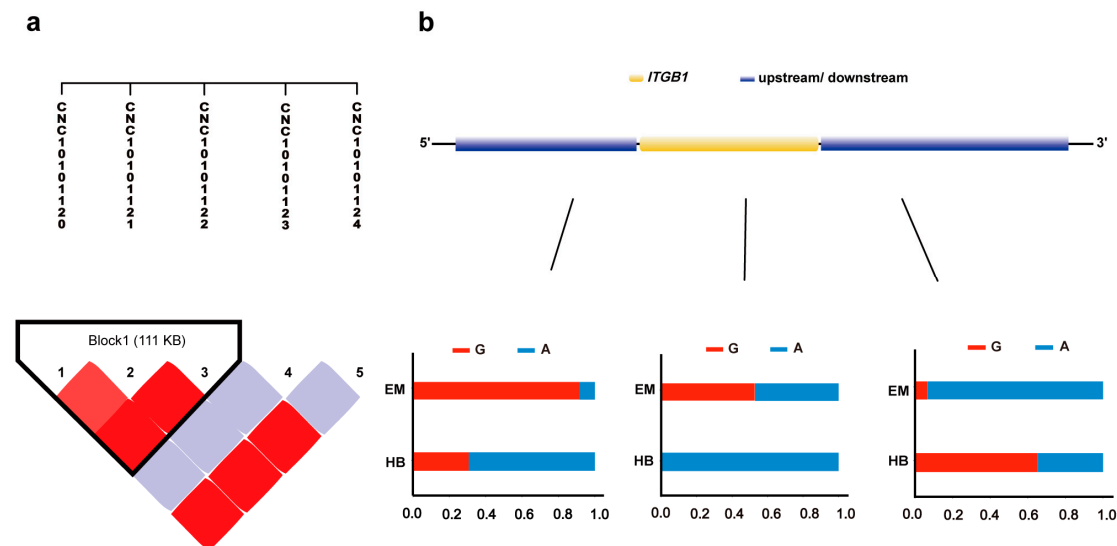 a
CNC10101120
CNC10101121
CNC10101122
CNC10101123
CNC10101124
Block1 (111 KB)
1 2 3 4 5
b
ITGB1 upstream/ downstream
5' 3'
G A
EM
HB
0.0 0.2 0.4 0.6 0.8 1.0
G A
EM
HB
0.0 0.2 0.4 0.6 0.8 1.0
G A
EM
HB
0.0 0.2 0.4 0.6 0.8 1.0